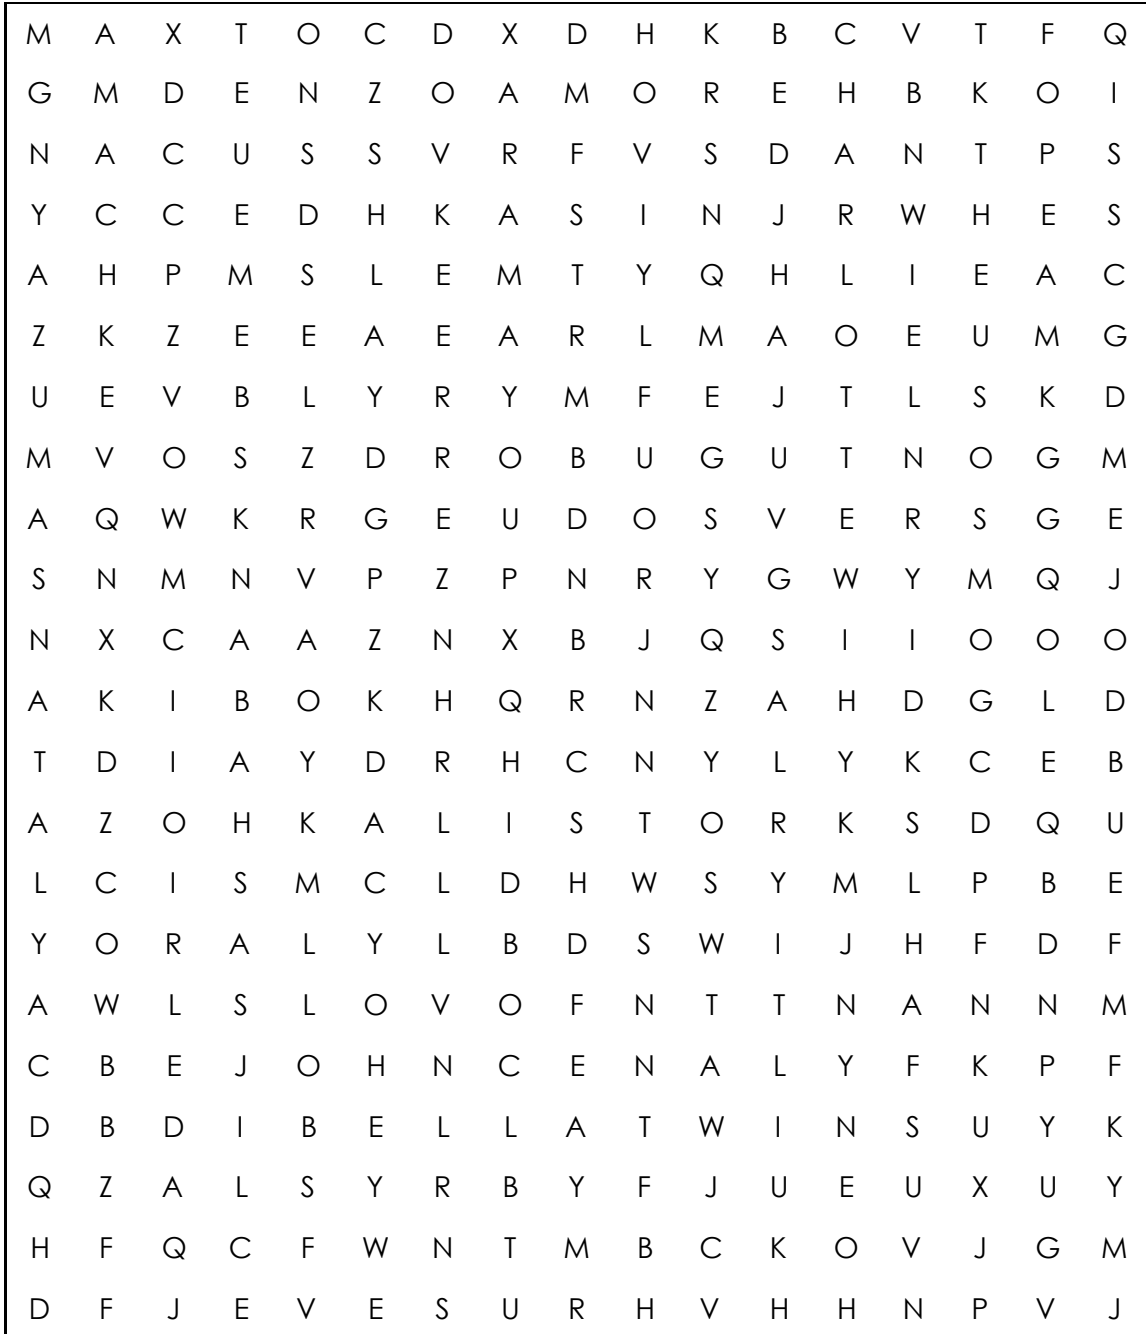 M A X T O C D X D H K B C V T F Q
G M D E N Z O A M O R E H B K O I
N A C U S S V R F V S D A N T P S
Y C C E D H K A S I N J R W H E S
A H P M S L E M T Y Q H L I E A C
Z K Z E E A E A R L M A O E U M G
U E V B L Y R Y M F E J T L S K D
M V O S Z D R O B U G U T N O G M
A Q W K R G E U D O S V E R S G E
S N M N V P Z P N R Y G W Y M Q J
N X C A A Z N X B J Q S I I O O O
A K I B O K H Q R N Z A H D G L D
T D I A Y D R H C N Y L Y K C E B
A Z O H K A L I S T O R K S D Q U
L C I S M C L D H W S Y M L P B E
Y O R A L Y L B D S W I J H F D F
A W L S L O V O F N T T N A N N M
C B E J O H N C E N A L Y F K P F
D B D I B E L L A T W I N S U Y K
Q Z A L S Y R B Y F J U E U X U Y
H F Q C F W N T M B C K O V J G M
D F J E V E S U R H V H H N P V J